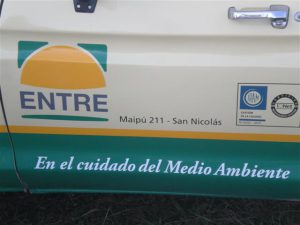 ENTRE
Maipú 211 - San Nicolás
En el cuidado del Medio Ambiente